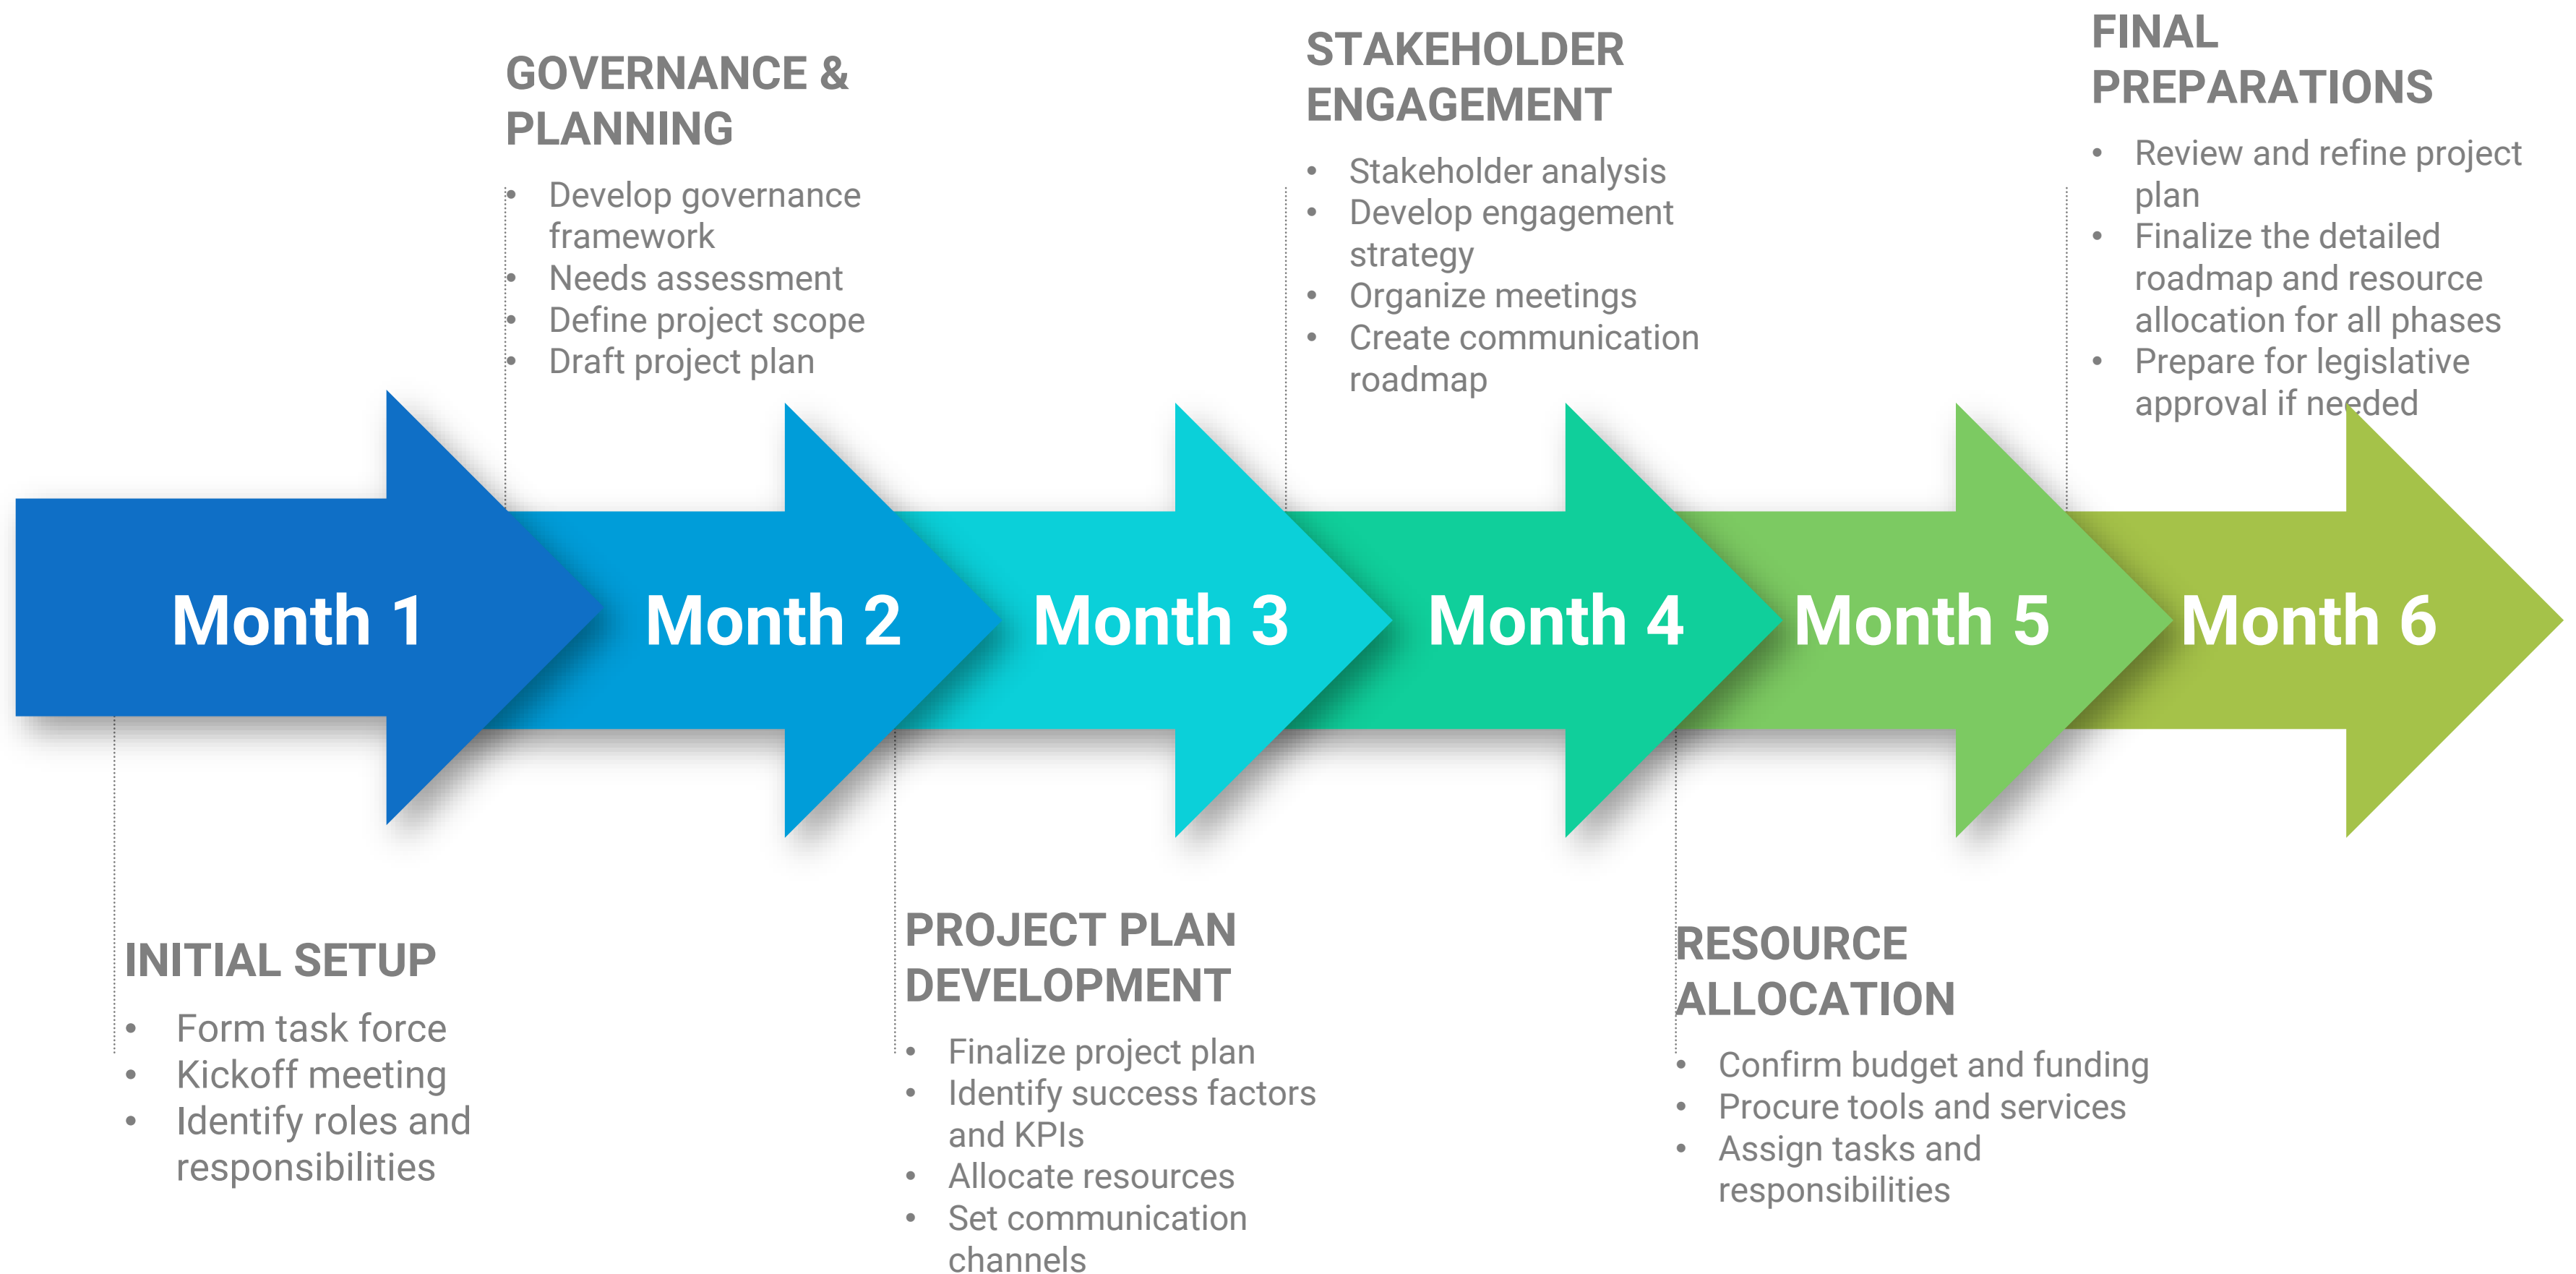 GOVERNANCE &
PLANNING
• Develop governance
framework
• Needs assessment
• Define project scope
• Draft project plan
STAKEHOLDER
ENGAGEMENT
• Stakeholder analysis
• Develop engagement
strategy
• Organize meetings
• Create communication
roadmap
FINAL
PREPARATIONS
• Review and refine project
plan
• Finalize the detailed
roadmap and resource
allocation for all phases
• Prepare for legislative
approval if needed
Month 1
Month 2
Month 3
Month 4
Month 5
Month 6
INITIAL SETUP
• Form task force
• Kickoff meeting
• Identify roles and
responsibilities
PROJECT PLAN
DEVELOPMENT
• Finalize project plan
• Identify success factors
and KPIs
• Allocate resources
• Set communication
channels
RESOURCE
ALLOCATION
• Confirm budget and funding
• Procure tools and services
• Assign tasks and
responsibilities